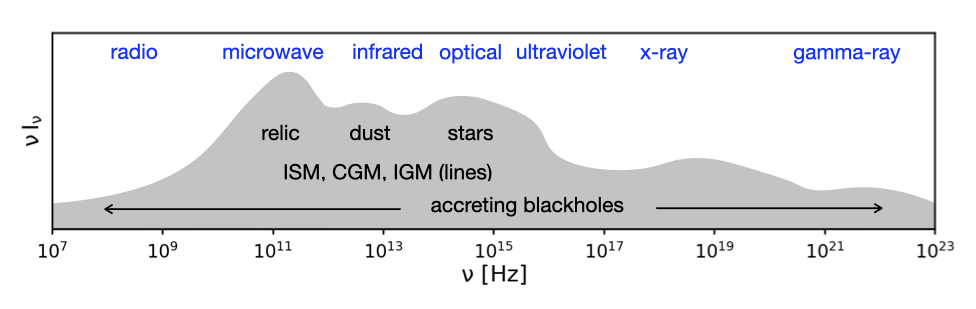 radio microwave infrared optical ultraviolet x-ray gamma-ray
ν Iν
relic dust stars
ISM, CGM, IGM (lines)
accreting blackholes
10^7 10^9 10^11 10^13 10^15 10^17 10^19 10^21 10^23
ν [Hz]